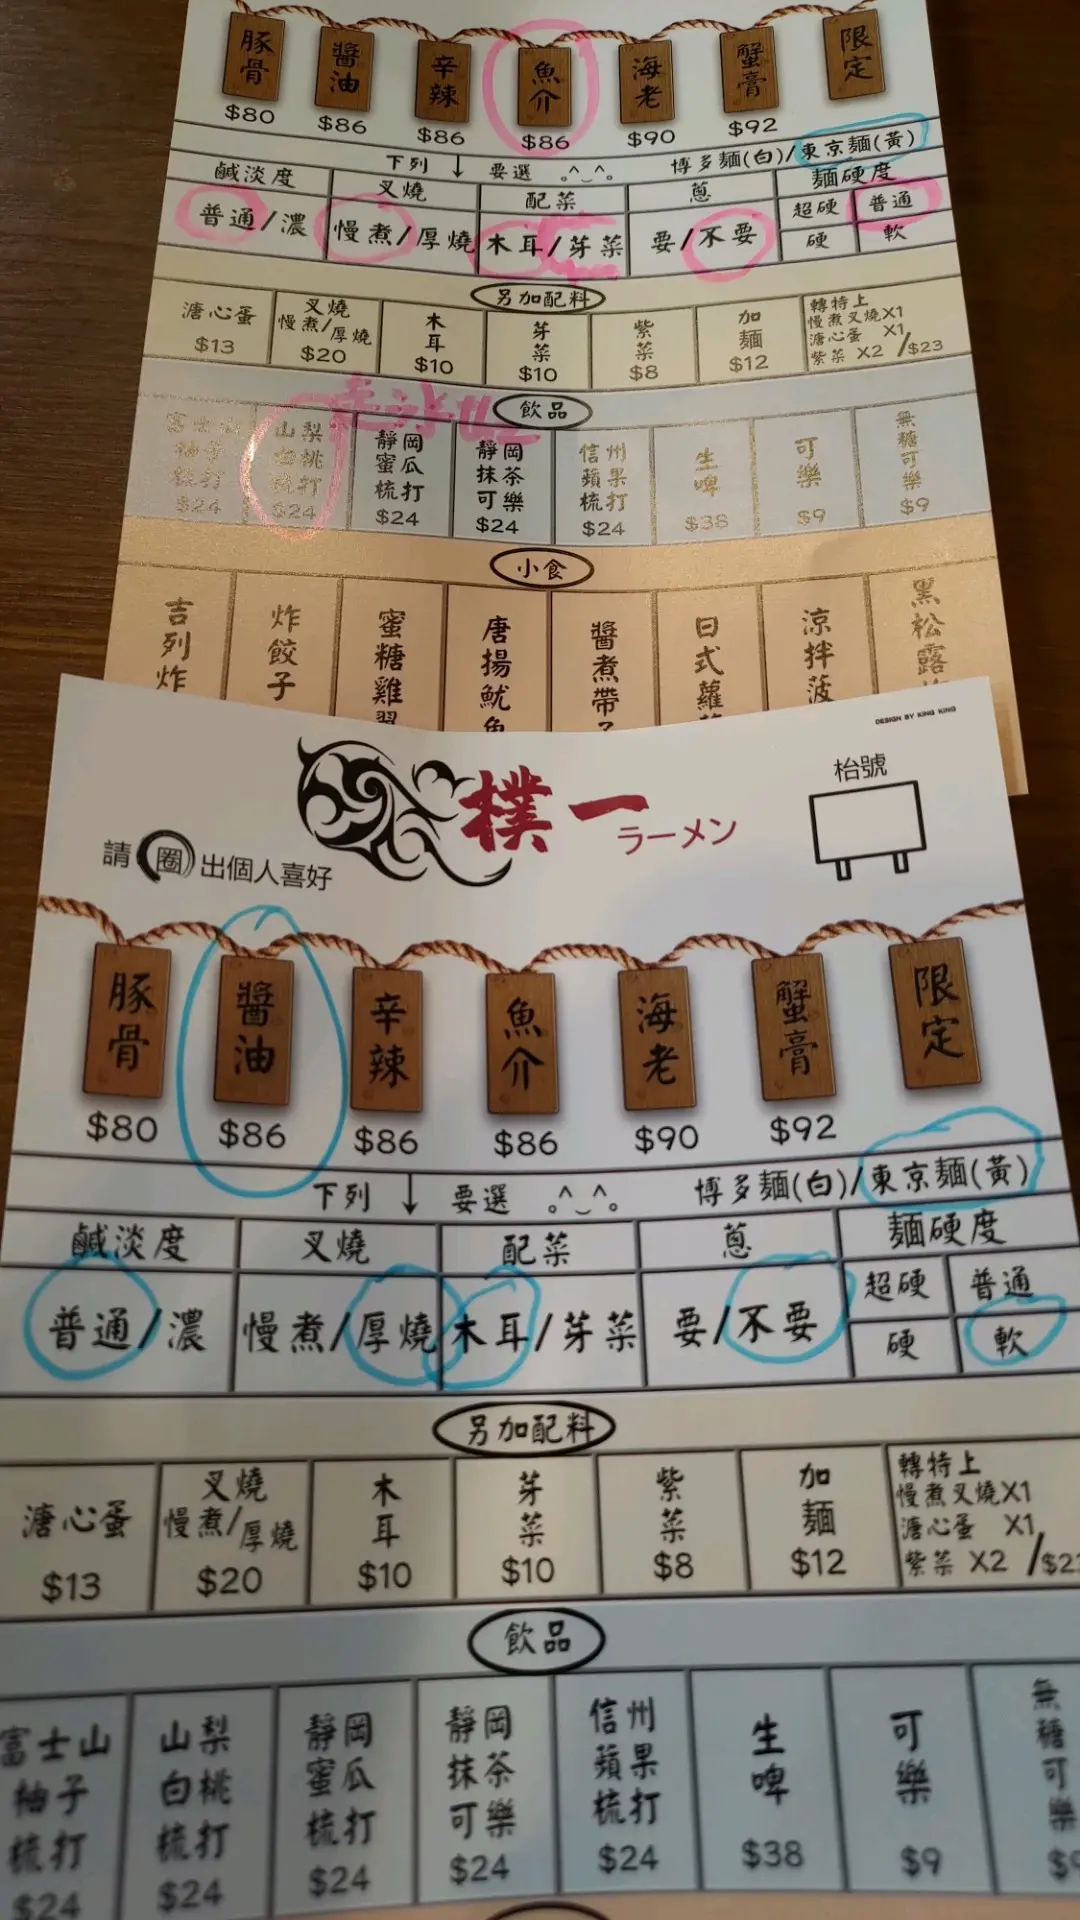 豚骨 醬油 辛辣 魚介 海老 蟹膏 限定
$80 $86 $86 $86 $90 $92
下列 ↓ 要選 。^‿^。 博多麵(白)/東京麵(黃)
鹹淡度 叉燒 配菜 蔥 麵硬度
普通/濃 慢煮/厚燒 木耳/芽菜 要/不要 超硬 普通
硬 軟
另加配料
溏心蛋 叉燒 慢煮/厚燒 木耳 芽菜 紫菜 加麵 轉特上
慢煮叉燒X1
溏心蛋 X1
紫菜 X2 /$23
$13 $20 $10 $10 $8 $12
走冰
飲品
富士山柚子梳打 山梨白桃梳打 靜岡蜜瓜梳打 靜岡抹茶可樂 信州蘋果梳打 生啤 可樂 無糖可樂
$24 $24 $24 $24 $24 $38 $9 $9
小食
吉列炸 炸餃子 蜜糖雞翼 唐揚魷魚 醬煮帶子 日式蘿 涼拌菠 黑松露
DESIGN BY KING KING
樸一
ラーメン
枱號
請圈出個人喜好
豚骨 醬油 辛辣 魚介 海老 蟹膏 限定
$80 $86 $86 $86 $90 $92
下列 ↓ 要選 。^‿^。 博多麵(白)/東京麵(黃)
鹹淡度 叉燒 配菜 蔥 麵硬度
普通/濃 慢煮/厚燒 木耳/芽菜 要/不要 超硬 普通
硬 軟
另加配料
溏心蛋 叉燒 慢煮/厚燒 木耳 芽菜 紫菜 加麵 轉特上
慢煮叉燒X1
溏心蛋 X1
紫菜 X2
$13 $20 $10 $10 $8 $12
飲品
富士山柚子梳打 山梨白桃梳打 靜岡蜜瓜梳打 靜岡抹茶可樂 信州蘋果梳打 生啤 可樂 無糖可樂
$24 $24 $24 $24 $24 $38 $9 $9